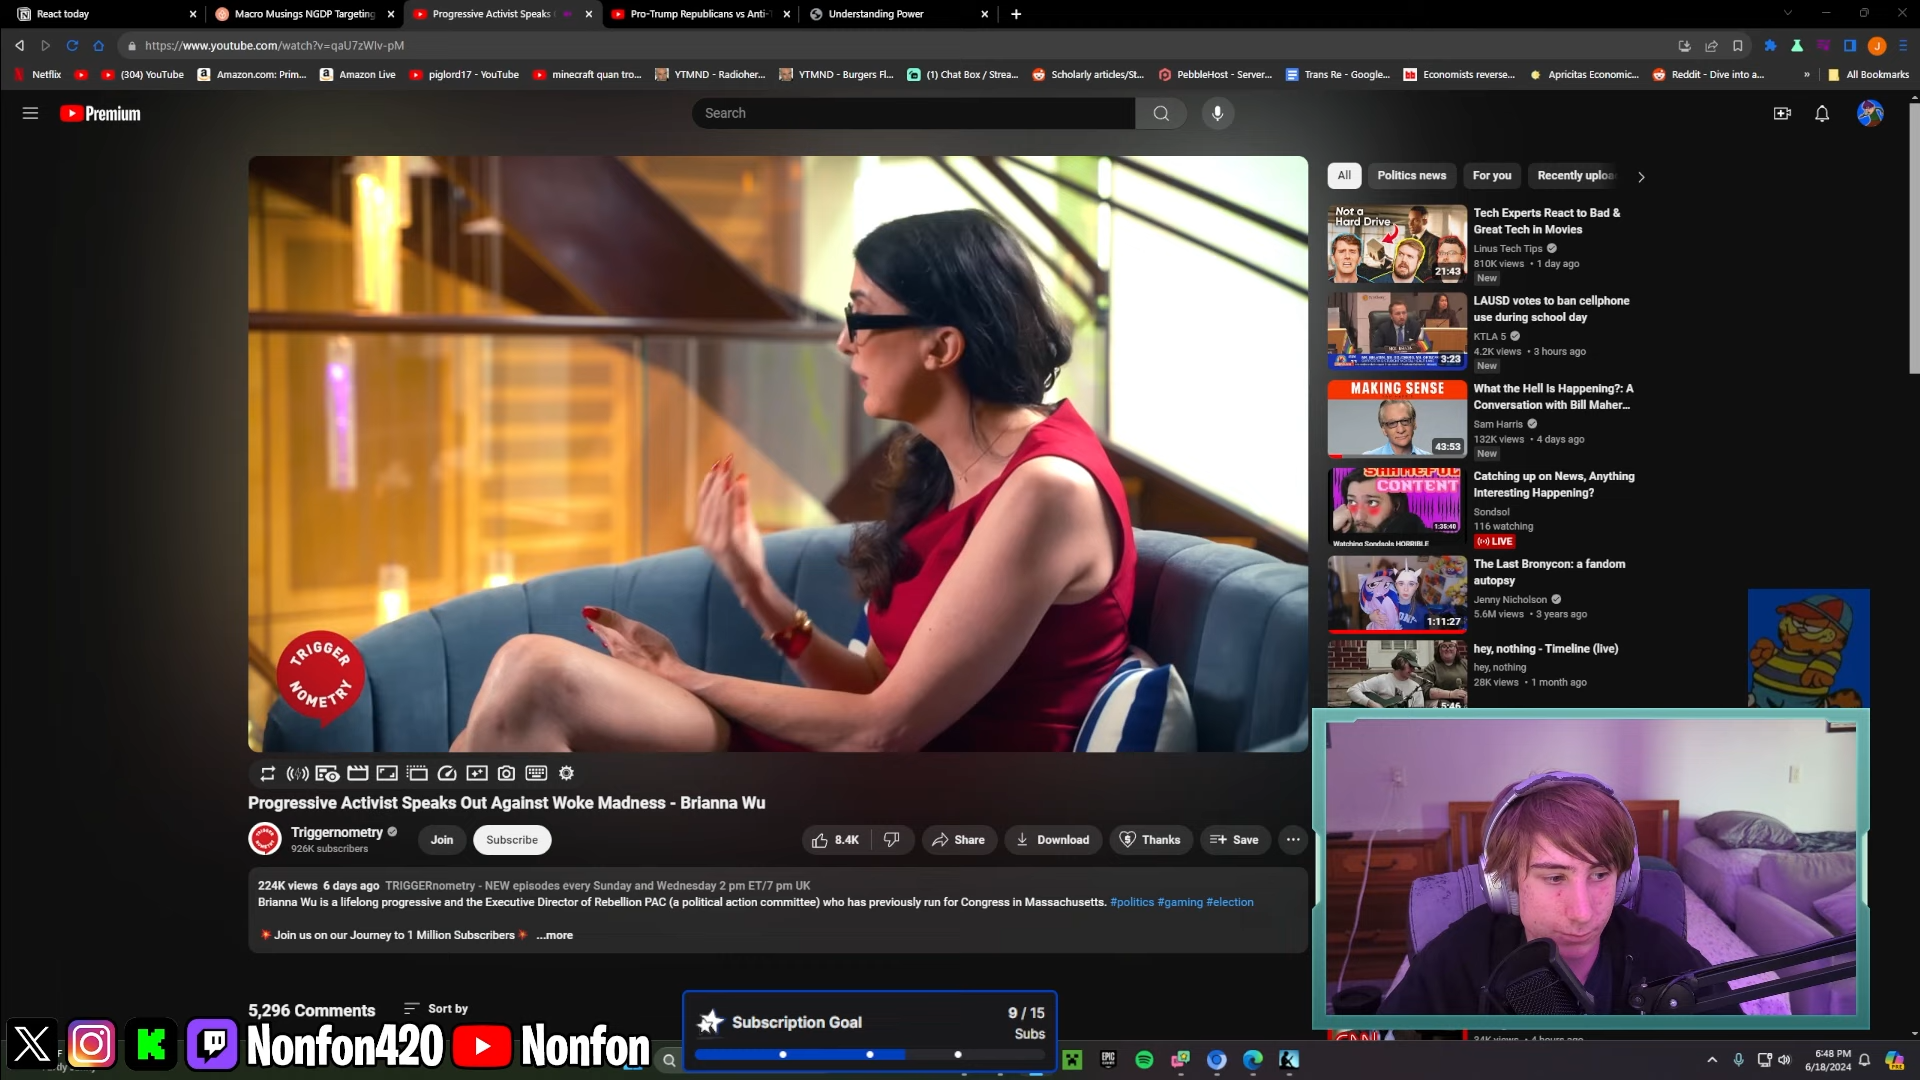 React today
Macro Musings NGDP Targeting
Progressive Activist Speaks
Pro-Trump Republicans vs Anti-T
Understanding Power
https://www.youtube.com/watch?v=qaU7zWlv-pM
J
Netflix
(304) YouTube
Amazon.com: Prim...
Amazon Live
piglord17 - YouTube
minecraft quan tro...
YTMND - Radioher...
YTMND - Burgers Fl...
(1) Chat Box / Strea...
Scholarly articles/St...
PebbleHost - Server...
Trans Re - Google...
Economists reverse...
Apricitas Economic...
Reddit - Dive into a...
»
All Bookmarks
Premium
Search
All
Politics news
For you
Recently uploa
Not a
Hard Drive
21:43
Tech Experts React to Bad &
Great Tech in Movies
Linus Tech Tips
810K views • 1 day ago
New
3:23
LAUSD votes to ban cellphone
use during school day
KTLA 5
4.2K views • 3 hours ago
New
MAKING SENSE
43:53
What the Hell Is Happening?: A
Conversation with Bill Maher...
Sam Harris
132K views • 4 days ago
New
SHAMEFUL
CONTENT
1:35:40
Watching Sondsols HORRIBLE
Catching up on News, Anything
Interesting Happening?
Sondsol
116 watching
LIVE
1:11:27
The Last Bronycon: a fandom
autopsy
Jenny Nicholson
5.6M views • 3 years ago
5:46
hey, nothing - Timeline (live)
hey, nothing
28K views • 1 month ago
TRIGGER
NOMETRY
Progressive Activist Speaks Out Against Woke Madness - Brianna Wu
Triggernometry
926K subscribers
Join
Subscribe
8.4K
Share
Download
Thanks
Save
224K views 6 days ago TRIGGERnometry - NEW episodes every Sunday and Wednesday 2 pm ET/7 pm UK
Brianna Wu is a lifelong progressive and the Executive Director of Rebellion PAC (a political action committee) who has previously run for Congress in Massachusetts. #politics #gaming #election
Join us on our Journey to 1 Million Subscribers
...more
5,296 Comments
Sort by
Subscription Goal
9 / 15
Subs
Nonfon420
Nonfon
EPIC
6:48 PM
6/18/2024